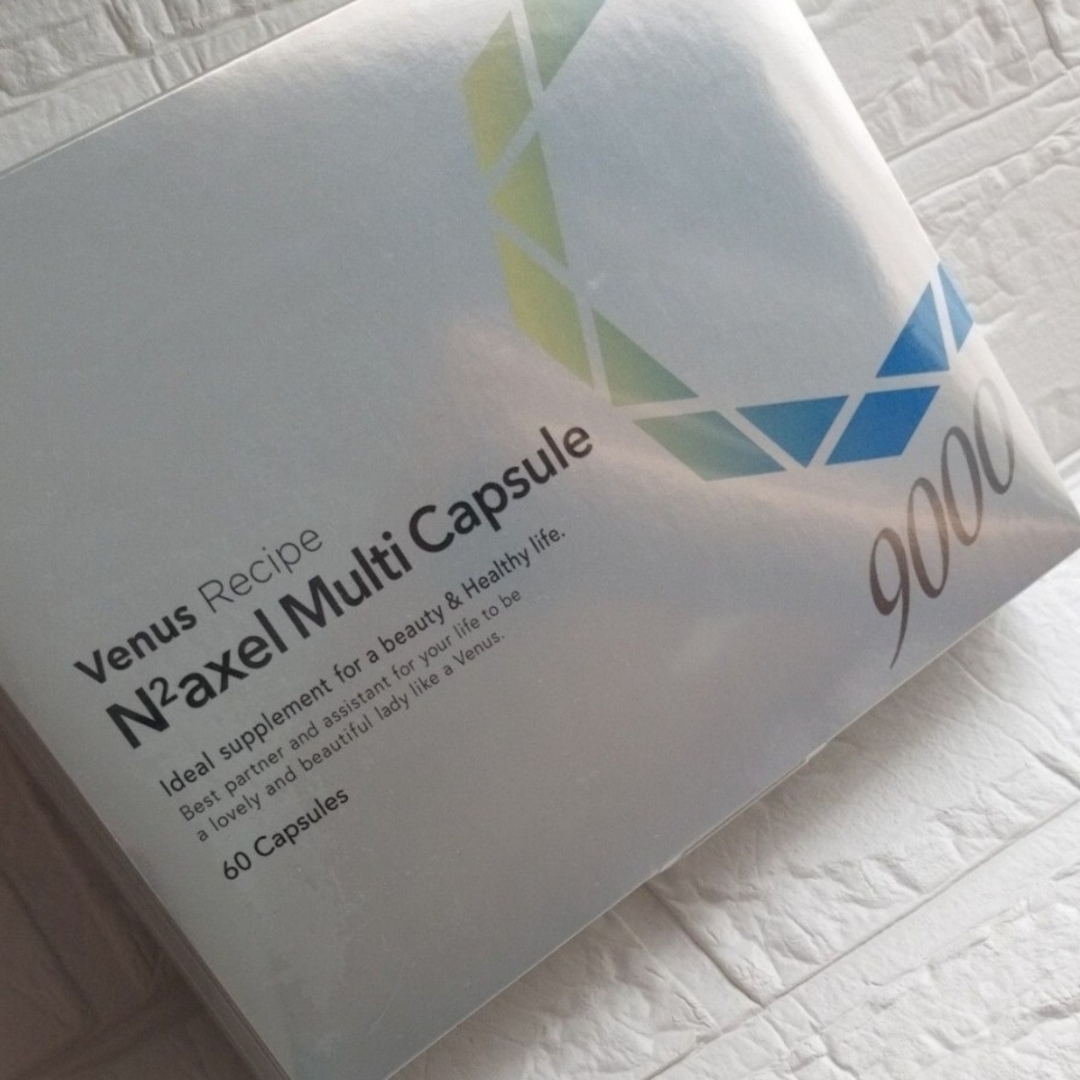 Venus Recipe
N²axel Multi Capsule
Ideal supplement for a beauty & Healthy life.
Best partner and assistant for your life to be
a lovely and beautiful lady like a Venus.
60 Capsules
9000